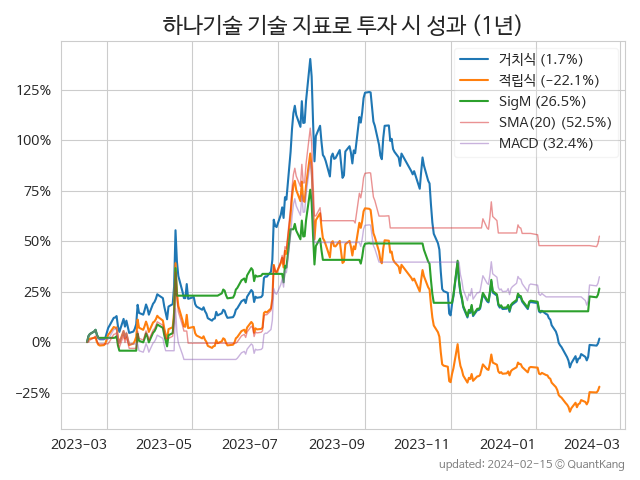 하나기술 기술 지표로 투자 시 성과 (1년)
거치식 (1.7%)
적립식 (−22.1%)
SigM (26.5%)
SMA(20) (52.5%)
MACD (32.4%)
125%
100%
75%
50%
25%
0%
−25%
2023-03 2023-05 2023-07 2023-09 2023-11 2024-01 2024-03
updated: 2024-02-15 © QuantKang